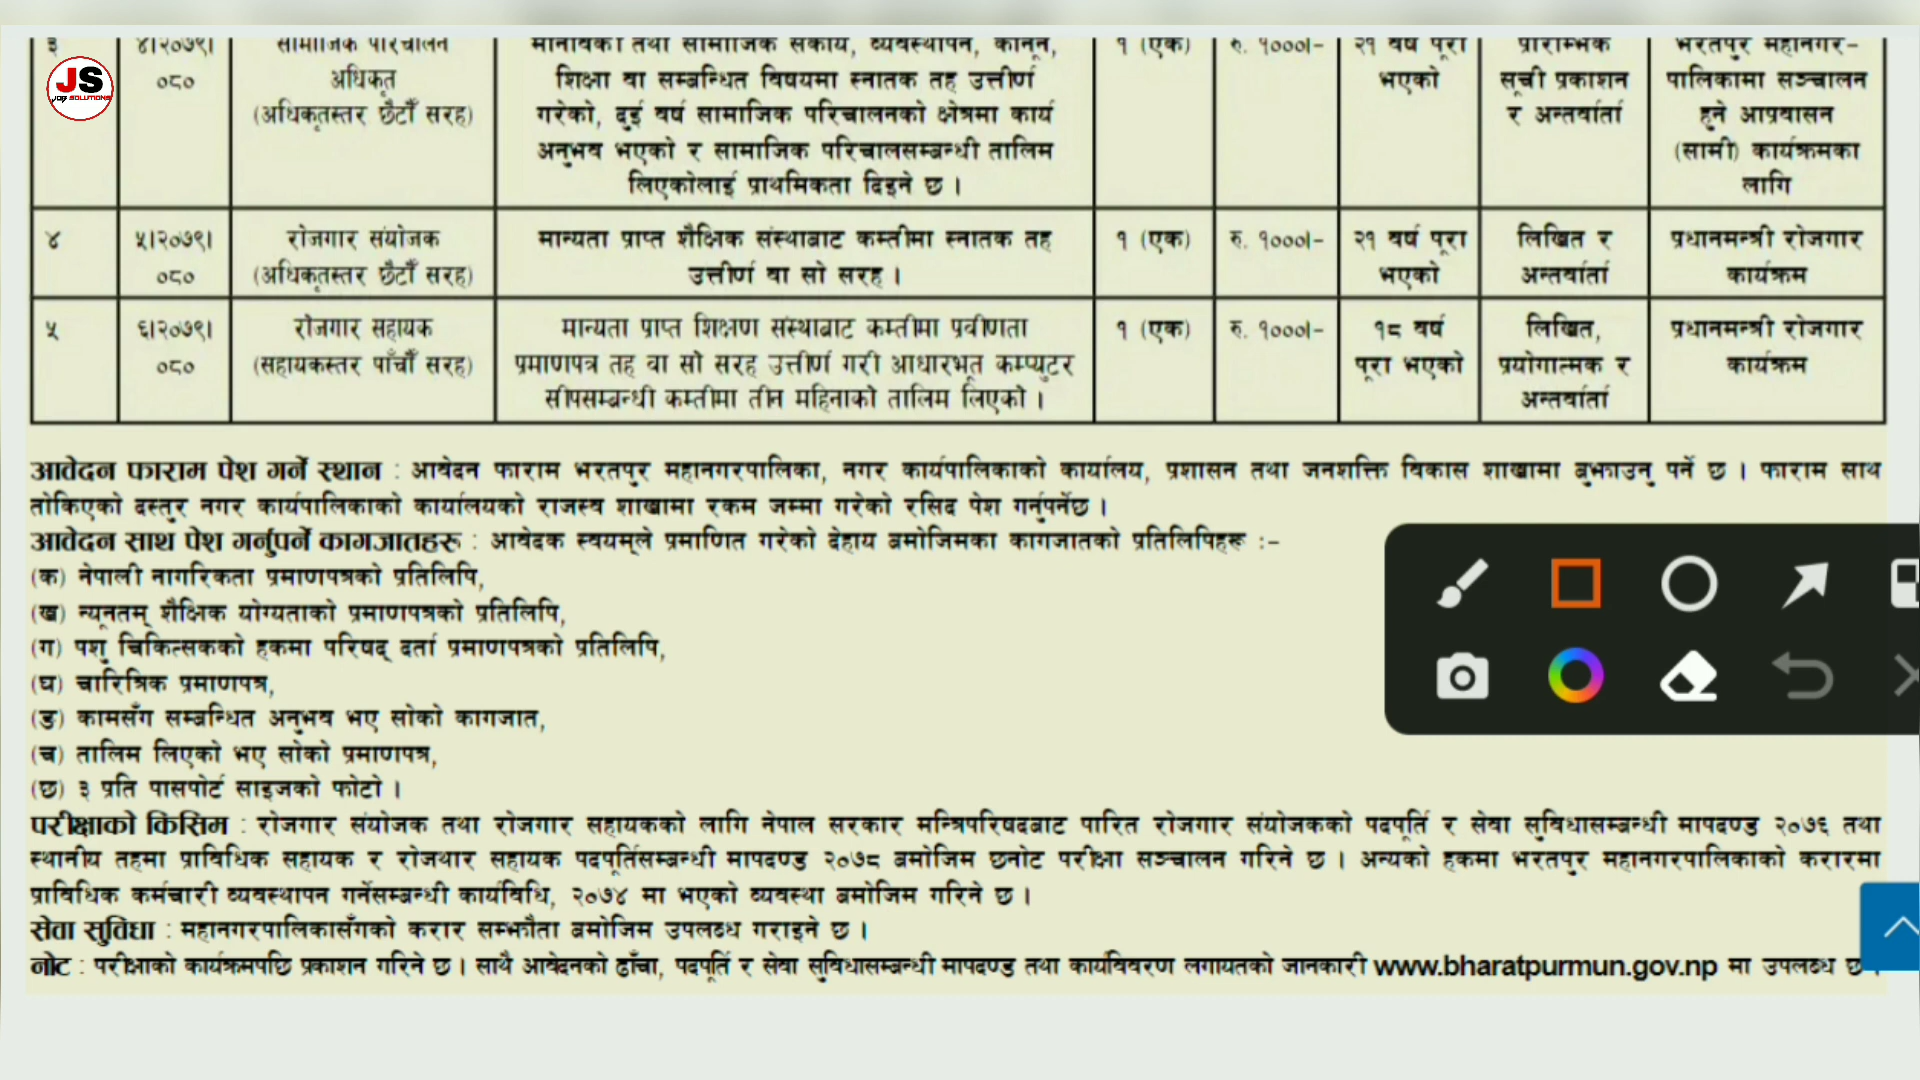 JS
JOB SOLUTIONS
३ ४।२०७९। सामाजिक परिचालन मानविकी तथा सामाजिक संकाय, व्यवस्थापन, कानून, १ (एक) रु. १०००।- २१ वर्ष पूरा प्रारम्भिक भरतपुर महानगर-
०८० अधिकृत शिक्षा वा सम्बन्धित विषयमा स्नातक तह उत्तीर्ण भएको सूची प्रकाशन पालिकामा सञ्चालन
(अधिकृतस्तर छैटौँ सरह) गरेको, दुई वर्ष सामाजिक परिचालनको क्षेत्रमा कार्य र अन्तर्वार्ता हुने आप्रवासन
अनुभव भएको र सामाजिक परिचालसम्बन्धी तालिम (सामी) कार्यक्रमका
लिएकोलाई प्राथमिकता दिइने छ । लागि
४ ५।२०७९। रोजगार संयोजक मान्यता प्राप्त शैक्षिक संस्थाबाट कम्तीमा स्नातक तह १ (एक) रु. १०००।- २१ वर्ष पूरा लिखित र प्रधानमन्त्री रोजगार
०८० (अधिकृतस्तर छैटौँ सरह) उत्तीर्ण वा सो सरह । भएको अन्तर्वार्ता कार्यक्रम
५ ६।२०७९। रोजगार सहायक मान्यता प्राप्त शिक्षण संस्थाबाट कम्तीमा प्रवीणता १ (एक) रु. १०००।- १८ वर्ष लिखित, प्रधानमन्त्री रोजगार
०८० (सहायकस्तर पाँचौँ सरह) प्रमाणपत्र तह वा सो सरह उत्तीर्ण गरी आधारभूत कम्प्युटर पूरा भएको प्रयोगात्मक र कार्यक्रम
सीपसम्बन्धी कम्तीमा तीन महिनाको तालिम लिएको । अन्तर्वार्ता
आवेदन फाराम पेश गर्ने स्थान : आवेदन फाराम भरतपुर महानगरपालिका, नगर कार्यपालिकाको कार्यालय, प्रशासन तथा जनशक्ति विकास शाखामा बुझाउनु पर्ने छ । फाराम साथ
तोकिएको दस्तुर नगर कार्यपालिकाको कार्यालयको राजस्व शाखामा रकम जम्मा गरेको रसिद पेश गर्नुपर्नेछ ।
आवेदन साथ पेश गर्नुपर्ने कागजातहरू : आवेदक स्वयम्‌ले प्रमाणित गरेको देहाय बमोजिमका कागजातको प्रतिलिपिहरू :-
(क) नेपाली नागरिकता प्रमाणपत्रको प्रतिलिपि,
(ख) न्यूनतम् शैक्षिक योग्यताको प्रमाणपत्रको प्रतिलिपि,
(ग) पशु चिकित्सकको हकमा परिषद् दर्ता प्रमाणपत्रको प्रतिलिपि,
(घ) चारित्रिक प्रमाणपत्र,
(ङ) कामसँग सम्बन्धित अनुभव भए सोको कागजात,
(च) तालिम लिएको भए सोको प्रमाणपत्र,
(छ) ३ प्रति पासपोर्ट साइजको फोटो ।
परीक्षाको किसिम : रोजगार संयोजक तथा रोजगार सहायकको लागि नेपाल सरकार मन्त्रिपरिषदबाट पारित रोजगार संयोजकको पदपूर्ति र सेवा सुविधासम्बन्धी मापदण्ड २०७६ तथा
स्थानीय तहमा प्राविधिक सहायक र रोजथार सहायक पदपूर्तिसम्बन्धी मापदण्ड २०७८ बमोजिम छनोट परीक्षा सञ्चालन गरिने छ । अन्यको हकमा भरतपुर महानगरपालिकाको करारमा
प्राविधिक कर्मचारी व्यवस्थापन गर्नेसम्बन्धी कार्यविधि, २०७४ मा भएको व्यवस्था बमोजिम गरिने छ ।
सेवा सुविधा : महानगरपालिकासँगको करार सम्झौता बमोजिम उपलब्ध गराइने छ ।
नोट : परीक्षाको कार्यक्रमपछि प्रकाशन गरिने छ । साथै आवेदनको ढाँचा, पदपूर्ति र सेवा सुविधासम्बन्धी मापदण्ड तथा कार्यविवरण लगायतको जानकारी www.bharatpurmun.gov.np मा उपलब्ध छ ।